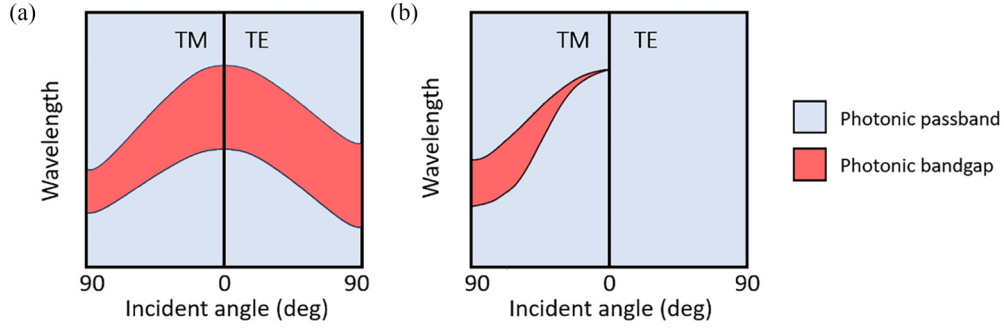 (a)
TM TE
Wavelength
90 0 90
Incident angle (deg)
(b)
TM TE
Wavelength
90 0 90
Incident angle (deg)
Photonic passband
Photonic bandgap